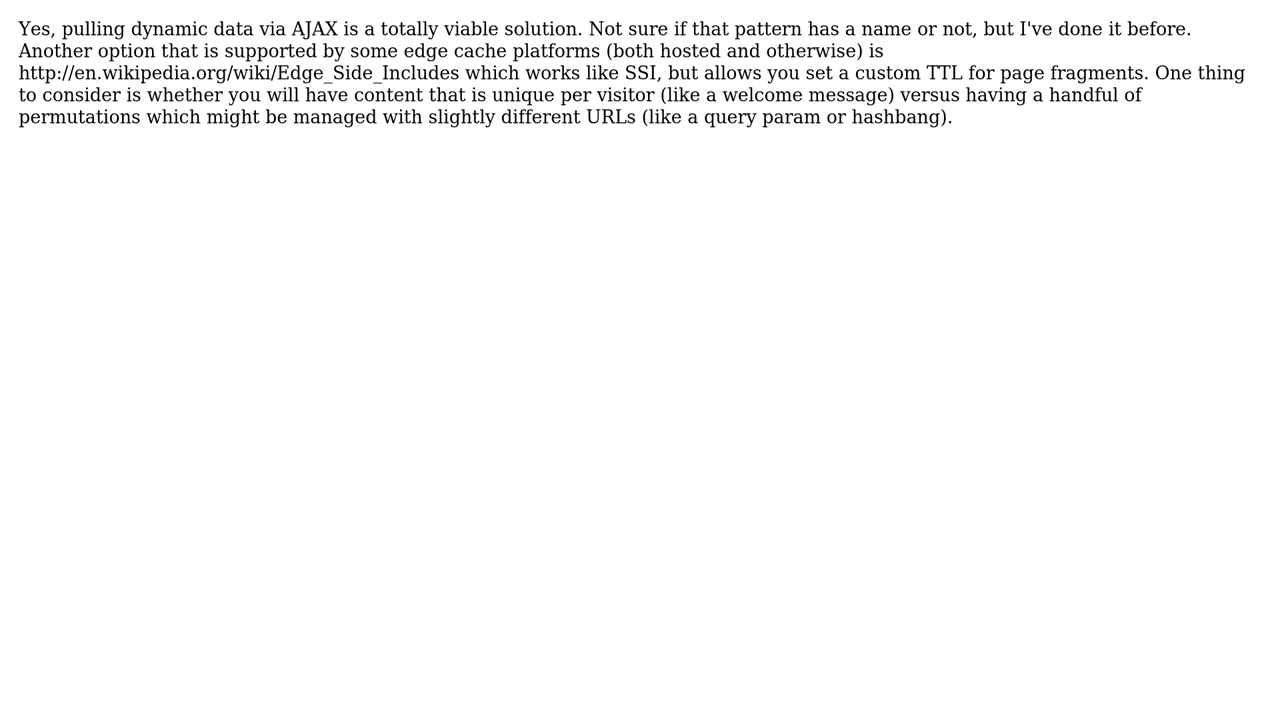 Yes, pulling dynamic data via AJAX is a totally viable solution. Not sure if that pattern has a name or not, but I've done it before.
Another option that is supported by some edge cache platforms (both hosted and otherwise) is
http://en.wikipedia.org/wiki/Edge_Side_Includes which works like SSI, but allows you set a custom TTL for page fragments. One thing
to consider is whether you will have content that is unique per visitor (like a welcome message) versus having a handful of
permutations which might be managed with slightly different URLs (like a query param or hashbang).